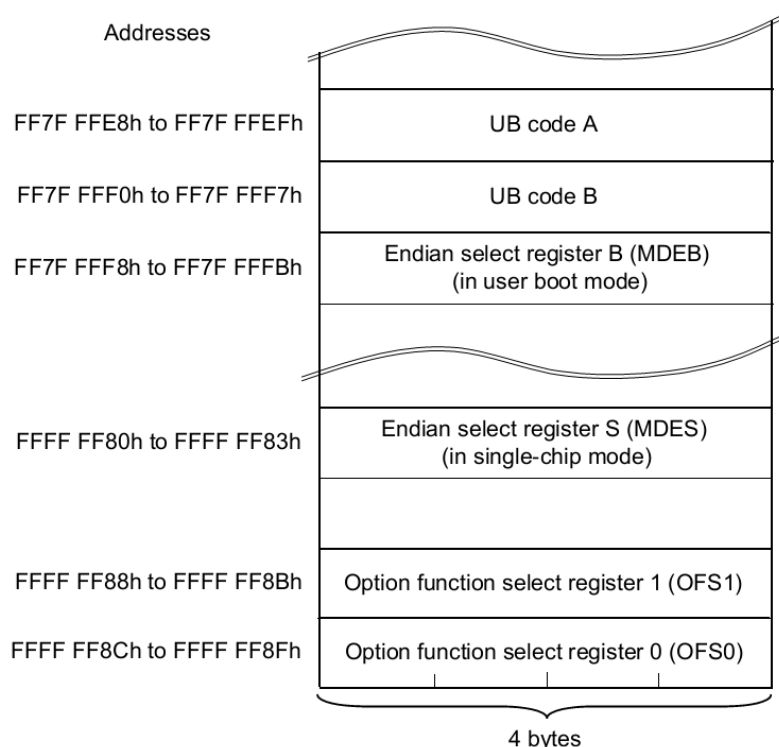 Addresses
FF7F FFE8h to FF7F FFEFh
UB code A
FF7F FFF0h to FF7F FFF7h
UB code B
FF7F FFF8h to FF7F FFFBh
Endian select register B (MDEB)
(in user boot mode)
FFFF FF80h to FFFF FF83h
Endian select register S (MDES)
(in single-chip mode)
FFFF FF88h to FFFF FF8Bh
Option function select register 1 (OFS1)
FFFF FF8Ch to FFFF FF8Fh
Option function select register 0 (OFS0)
4 bytes